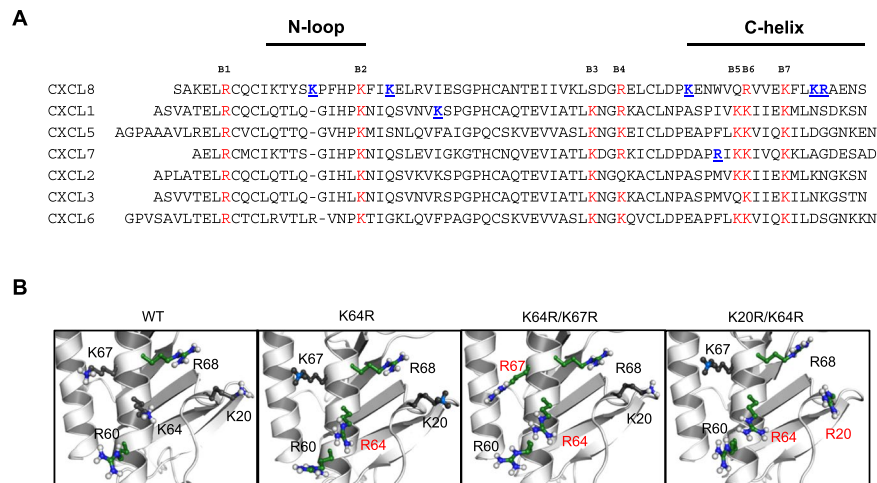 A
N-loop C-helix
B1 B2 B3 B4 B5 B6 B7
CXCL8 SAKELRCQCIKTYSKPFHPKFIKELRVIESGPHCANTEIIVKLSDGRELCLDPKENWVQRVVEKFLKRAENS
CXCL1 ASVATELRCQCLQTLQ-GIHPKNIQSVNVKSPGPHCAQTEVIATLKNGRKACLNPASPIVKKIIEKMLNSDKSN
CXCL5 AGPAAAVLRELRCVCLQTTQ-GVHPKMISNLQVFAIGPQCSKVEVVASLKNGKEICLDPEAPFLKKVIQKILDGGNKEN
CXCL7 AELRCMCIKTTS-GIHPKNIQSLEVIGKGTHCNQVEVIATLKDGRKICLDPDAPRIKKIVQKKLAGDESAD
CXCL2 APLATELRCQCLQTLQ-GIHLKNIQSVKVKSPGPHCAQTEVIATLKNGQKACLNPASPMVKKIIEKMLKNGKSN
CXCL3 ASVVTELRCQCLQTLQ-GIHLKNIQSVNVRSPGPHCAQTEVIATLKNGKKACLNPASPMVQKIIEKILNKGSTN
CXCL6 GPVSAVLTELRCTCLRVTLR-VNPKTIGKLQVFPAGPQCSKVEVVASLKNGKQVCLDPEAPFLKKVIQKILDSGNKKN
B
WT K64R K64R/K67R K20R/K64R
K67 R68 K20 K64 R60
K67 R68 K20 R60 R64
R67 R68 K20 R60 R64
K67 R68 R60 R64 R20